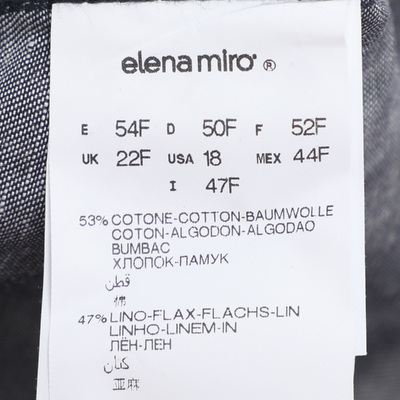 elena miro ®
E 54F D 50F F 52F
UK 22F USA 18 MEX 44F
I 47F
53% COTONE-COTTON-BAUMWOLLE
COTON-ALGODON-ALGODAO
BUMBAC
ХЛОПОК-ПАМУК
قطن
棉
47% LINO-FLAX-FLACHS-LIN
LINHO-LINEM-IN
ЛЁН-ЛЕН
كتان
亚麻